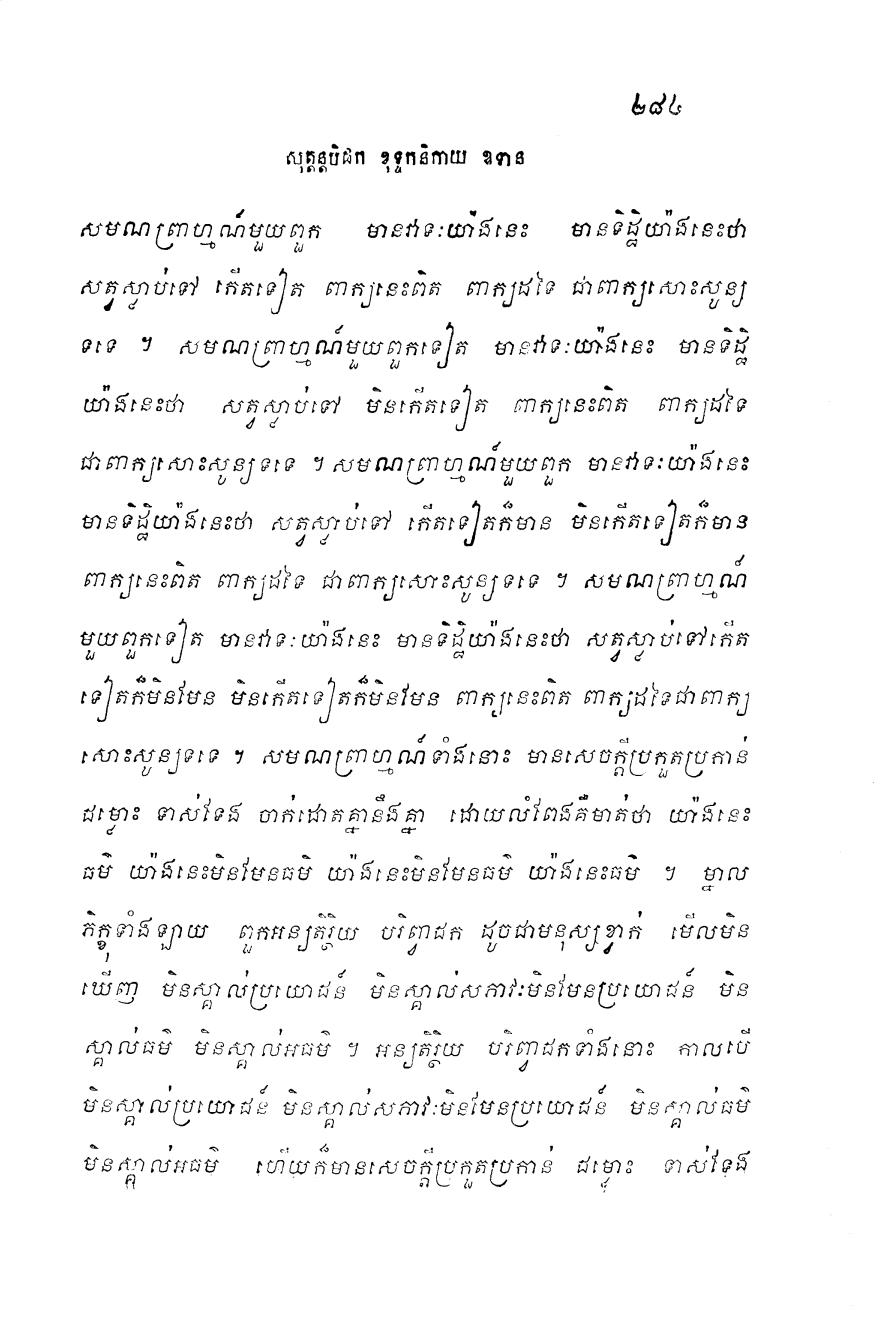 ២៨៤
សុត្តន្តបិដក ខុទ្ទកនិកាយ ឧទាន
សមណព្រាហ្មណ៍មួយពួក មានវាទៈយ៉ាងនេះ មានទិដ្ឋិយ៉ាងនេះថា
សត្វស្លាប់ទៅ កើតទៀត ពាក្យនេះពិត ពាក្យដទៃ ជាពាក្យសោះសូន្យ
ទទេ ។ សមណព្រាហ្មណ៍មួយពួកទៀត មានវាទៈយ៉ាងនេះ មានទិដ្ឋិ
យ៉ាងនេះថា សត្វស្លាប់ទៅ មិនកើតទៀត ពាក្យនេះពិត ពាក្យដទៃ
ជាពាក្យសោះសូន្យទទេ ។ សមណព្រាហ្មណ៍មួយពួក មានវាទៈយ៉ាងនេះ
មានទិដ្ឋិយ៉ាងនេះថា សត្វស្លាប់ទៅ កើតទៀតក៏មាន មិនកើតទៀតក៏មាន
ពាក្យនេះពិត ពាក្យដទៃ ជាពាក្យសោះសូន្យទទេ ។ សមណព្រាហ្មណ៍
មួយពួកទៀត មានវាទៈយ៉ាងនេះ មានទិដ្ឋិយ៉ាងនេះថា សត្វស្លាប់ទៅកើត
ទៀតក៏មិនមែន មិនកើតទៀតក៏មិនមែន ពាក្យនេះពិត ពាក្យដទៃជាពាក្យ
សោះសូន្យទទេ ។ សមណព្រាហ្មណ៍ទាំងនោះ មានសេចក្តីប្រកួតប្រកាន់
ជម្លោះ ទាស់ទែង ចាក់ដោតគ្នានឹងគ្នា ដោយលំពែងគឺមាត់ថា យ៉ាងនេះ
ធម៌ យ៉ាងនេះមិនមែនធម៌ យ៉ាងនេះមិនមែនធម៌ យ៉ាងនេះធម៌ ។ ម្នាល
ភិក្ខុទាំងឡាយ ពួកអន្យតិរ្ថិយ បរិព្វាជក ដូចជាមនុស្សខ្វាក់ មើលមិន
ឃើញ មិនស្គាល់ប្រយោជន៍ មិនស្គាល់សភាវៈមិនមែនប្រយោជន៍ មិន
ស្គាល់ធម៌ មិនស្គាល់អធម៌ ។ អន្យតិរ្ថិយ បរិព្វាជកទាំងនោះ កាលបើ
មិនស្គាល់ប្រយោជន៍ មិនស្គាល់សភាវៈមិនមែនប្រយោជន៍ មិនស្គាល់ធម៌
មិនស្គាល់អធម៌ ហើយក៏មានសេចក្តីប្រកួតប្រកាន់ ជម្លោះ ទាស់ទែង